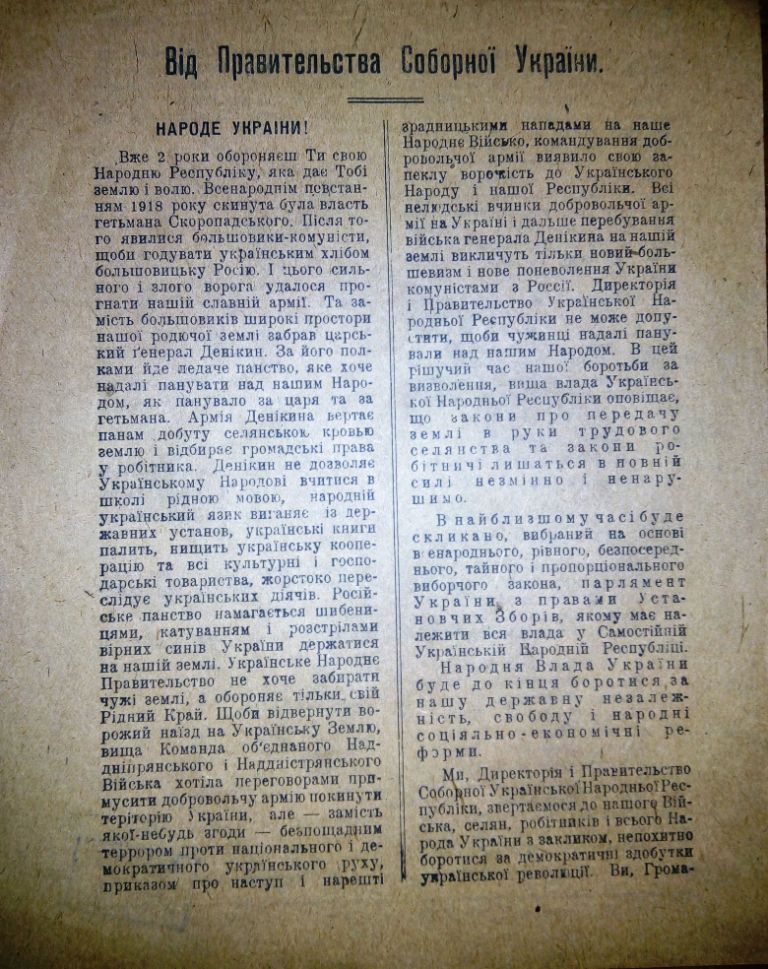 Від Правительства Соборної України.
НАРОДЕ УКРАІНИ!
Вже 2 роки обороняєш Ти свою
Народню Республіку, яка дає Тобі
землю і волю. Всенароднім повстан-
ням 1918 року скинута була власть
гетьмана Скоропадського. Після то-
го явилися большовики-комуністи,
щоби годувати українським хлібом
большовицьку Росію. І цього силь-
ного і злого ворога удалося про-
гнати нашій славній армії. Та за-
мість большовиків широкі простори
нашої родючої землі забрав царсь-
кий ґенерал Денікин. За його пол-
ками йде ледаче панство, яке хоче
надалі панувати над нашим Наро-
дом, як панувало за царя та за
гетьмана. Армія Денікина вертає
панам добуту селянською кровью
землю і відбирає громадські права
у робітника. Денікин не дозволяє
Українському Народові вчитися в
школі рідною мовою, народній
український язик виганяє із дер-
жавних установ, українські книги
палить, нищить українську коопе-
рацію та всі культурні і госпо-
дарські товариства, жорстоко пере-
слідує українських діячів. Російсь-
ке панство намагається шибени-
цями, катуванням і розстрілами
вірних синів України держатися
на нашій землі. Українське Народнє
Правительство не хоче забирати
чужі землі, а обороняє тільки свій
Рідний Край. Щоби відвернути во-
рожий наїзд на Українську Землю,
вища Команда об'єднаного Над-
дніпрянського і Наддністрянського
Війська хотіла переговорами при-
мусити добровольчу армію покинути
теріторію України, але — замість
якої-небудь згоди — безпощадним
террором проти національного і де-
мократичного українського руху,
приказом про наступ і нарешті
зрадницькими нападами на наше
Народнє Військо, командування доб-
ровольчої армії виявило свою за-
пеклу ворожість до Українського
Народу і нашої Республіки. Всі
нелюдські вчинки добровольчої ар-
мії на Україні і дальше перебування
війська генерала Денікина на нашій
землі викличуть тільки новий боль-
шевизм і нове поневолення України
комуністами з Россії. Директорія
і Правительство Української На-
родньої Республіки не може допу-
стити, щоби чужинці надалі пану-
вали над нашим Народом. В цей
рішучий час нашої боротьби за
визволення, вища влада Українсь-
кої Народньої Республіки оповіщає,
що закони про передачу
землі в руки трудового
селянства та закони ро-
бітничі лишаться в повній
силі незмінно і ненару-
шимо.
В найблизшому часі буде
скликано, вибраний на основі
в енароднього, рівного, безпосеред-
нього, тайного і пропорціонального
виборчого закона, парлямент
України з правами Уста-
новчих Зборів, якому має на-
лежити вся влада у Самостійній
Українській Народній Республіці.
Народня Влада України
буде до кінця боротися за
нашу державну незалеж-
ність, свободу і народні
соціяльно-економічні ре-
форми.
Ми, Директорія і Правительство
Соборної Української Народньої Рес-
публіки, звертаємося до нашого Вій-
ська, селян, робітників і всього На-
рода України з закликом, непохитно
боротися за демократичні здобутки
української революції. Ви, Грома-